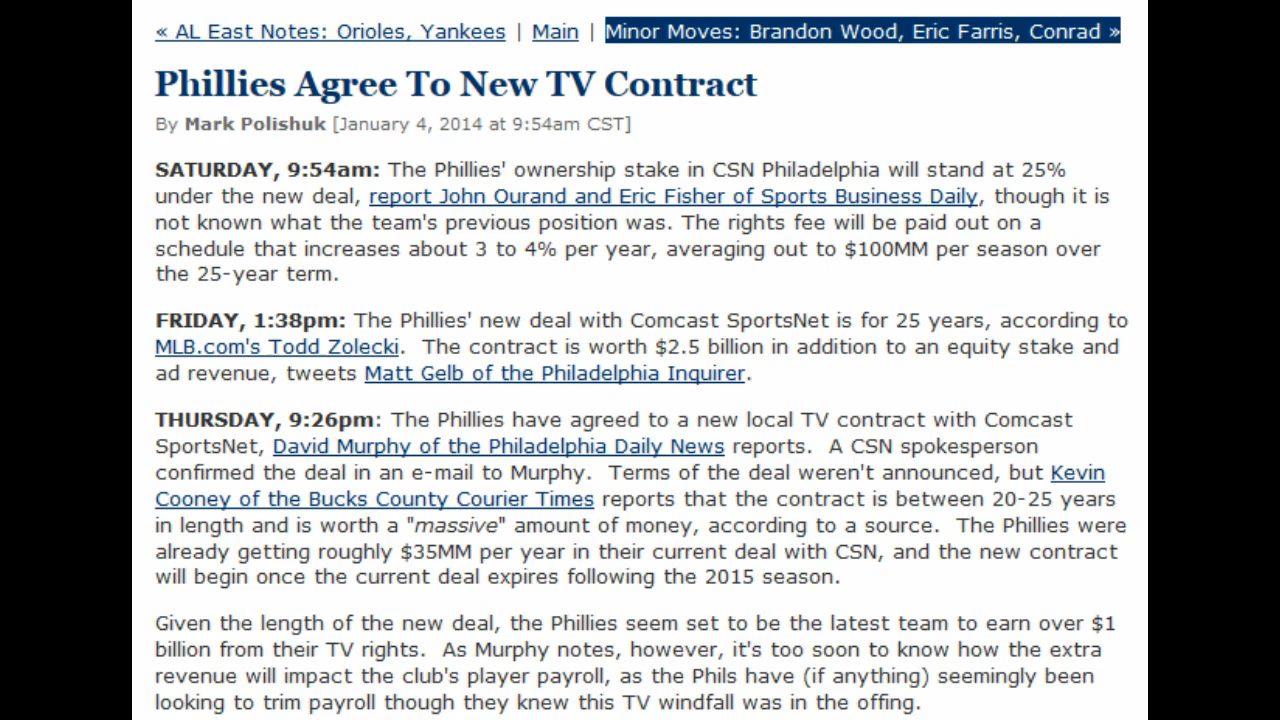 « AL East Notes: Orioles, Yankees | Main | Minor Moves: Brandon Wood, Eric Farris, Conrad »
Phillies Agree To New TV Contract
By Mark Polishuk [January 4, 2014 at 9:54am CST]
SATURDAY, 9:54am: The Phillies' ownership stake in CSN Philadelphia will stand at 25%
under the new deal, report John Ourand and Eric Fisher of Sports Business Daily, though it is
not known what the team's previous position was. The rights fee will be paid out on a
schedule that increases about 3 to 4% per year, averaging out to $100MM per season over
the 25-year term.
FRIDAY, 1:38pm: The Phillies' new deal with Comcast SportsNet is for 25 years, according to
MLB.com's Todd Zolecki.  The contract is worth $2.5 billion in addition to an equity stake and
ad revenue, tweets Matt Gelb of the Philadelphia Inquirer.
THURSDAY, 9:26pm: The Phillies have agreed to a new local TV contract with Comcast
SportsNet, David Murphy of the Philadelphia Daily News reports.  A CSN spokesperson
confirmed the deal in an e-mail to Murphy.  Terms of the deal weren't announced, but Kevin
Cooney of the Bucks County Courier Times reports that the contract is between 20-25 years
in length and is worth a "massive" amount of money, according to a source.  The Phillies were
already getting roughly $35MM per year in their current deal with CSN, and the new contract
will begin once the current deal expires following the 2015 season.
Given the length of the new deal, the Phillies seem set to be the latest team to earn over $1
billion from their TV rights.  As Murphy notes, however, it's too soon to know how the extra
revenue will impact the club's player payroll, as the Phils have (if anything) seemingly been
looking to trim payroll though they knew this TV windfall was in the offing.